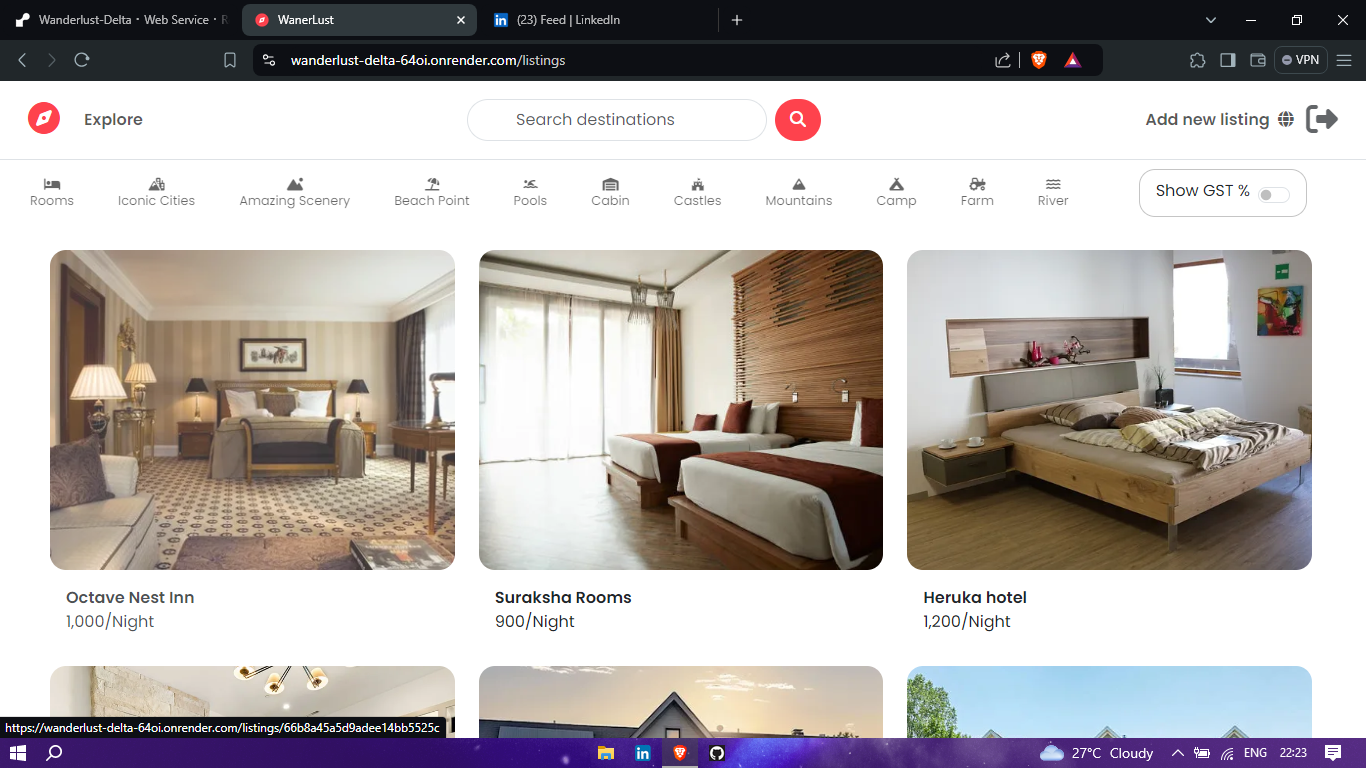 Wanderlust-Delta · Web Service · R
WanerLust
(23) Feed | LinkedIn
wanderlust-delta-64oi.onrender.com/listings
VPN
Explore
Search destinations
Add new listing
Rooms
Iconic Cities
Amazing Scenery
Beach Point
Pools
Cabin
Castles
Mountains
Camp
Farm
River
Show GST %
Octave Nest Inn
1,000/Night
Suraksha Rooms
900/Night
Heruka hotel
1,200/Night
https://wanderlust-delta-64oi.onrender.com/listings/66b8a45a5d9adee14bb5525c
27°C Cloudy
ENG
22:23